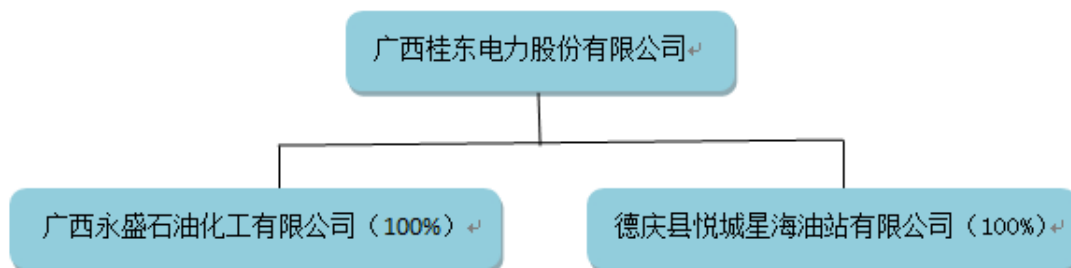 广西桂东电力股份有限公司↵
广西永盛石油化工有限公司（100%）↵
德庆县悦城星海油站有限公司（100%）↵